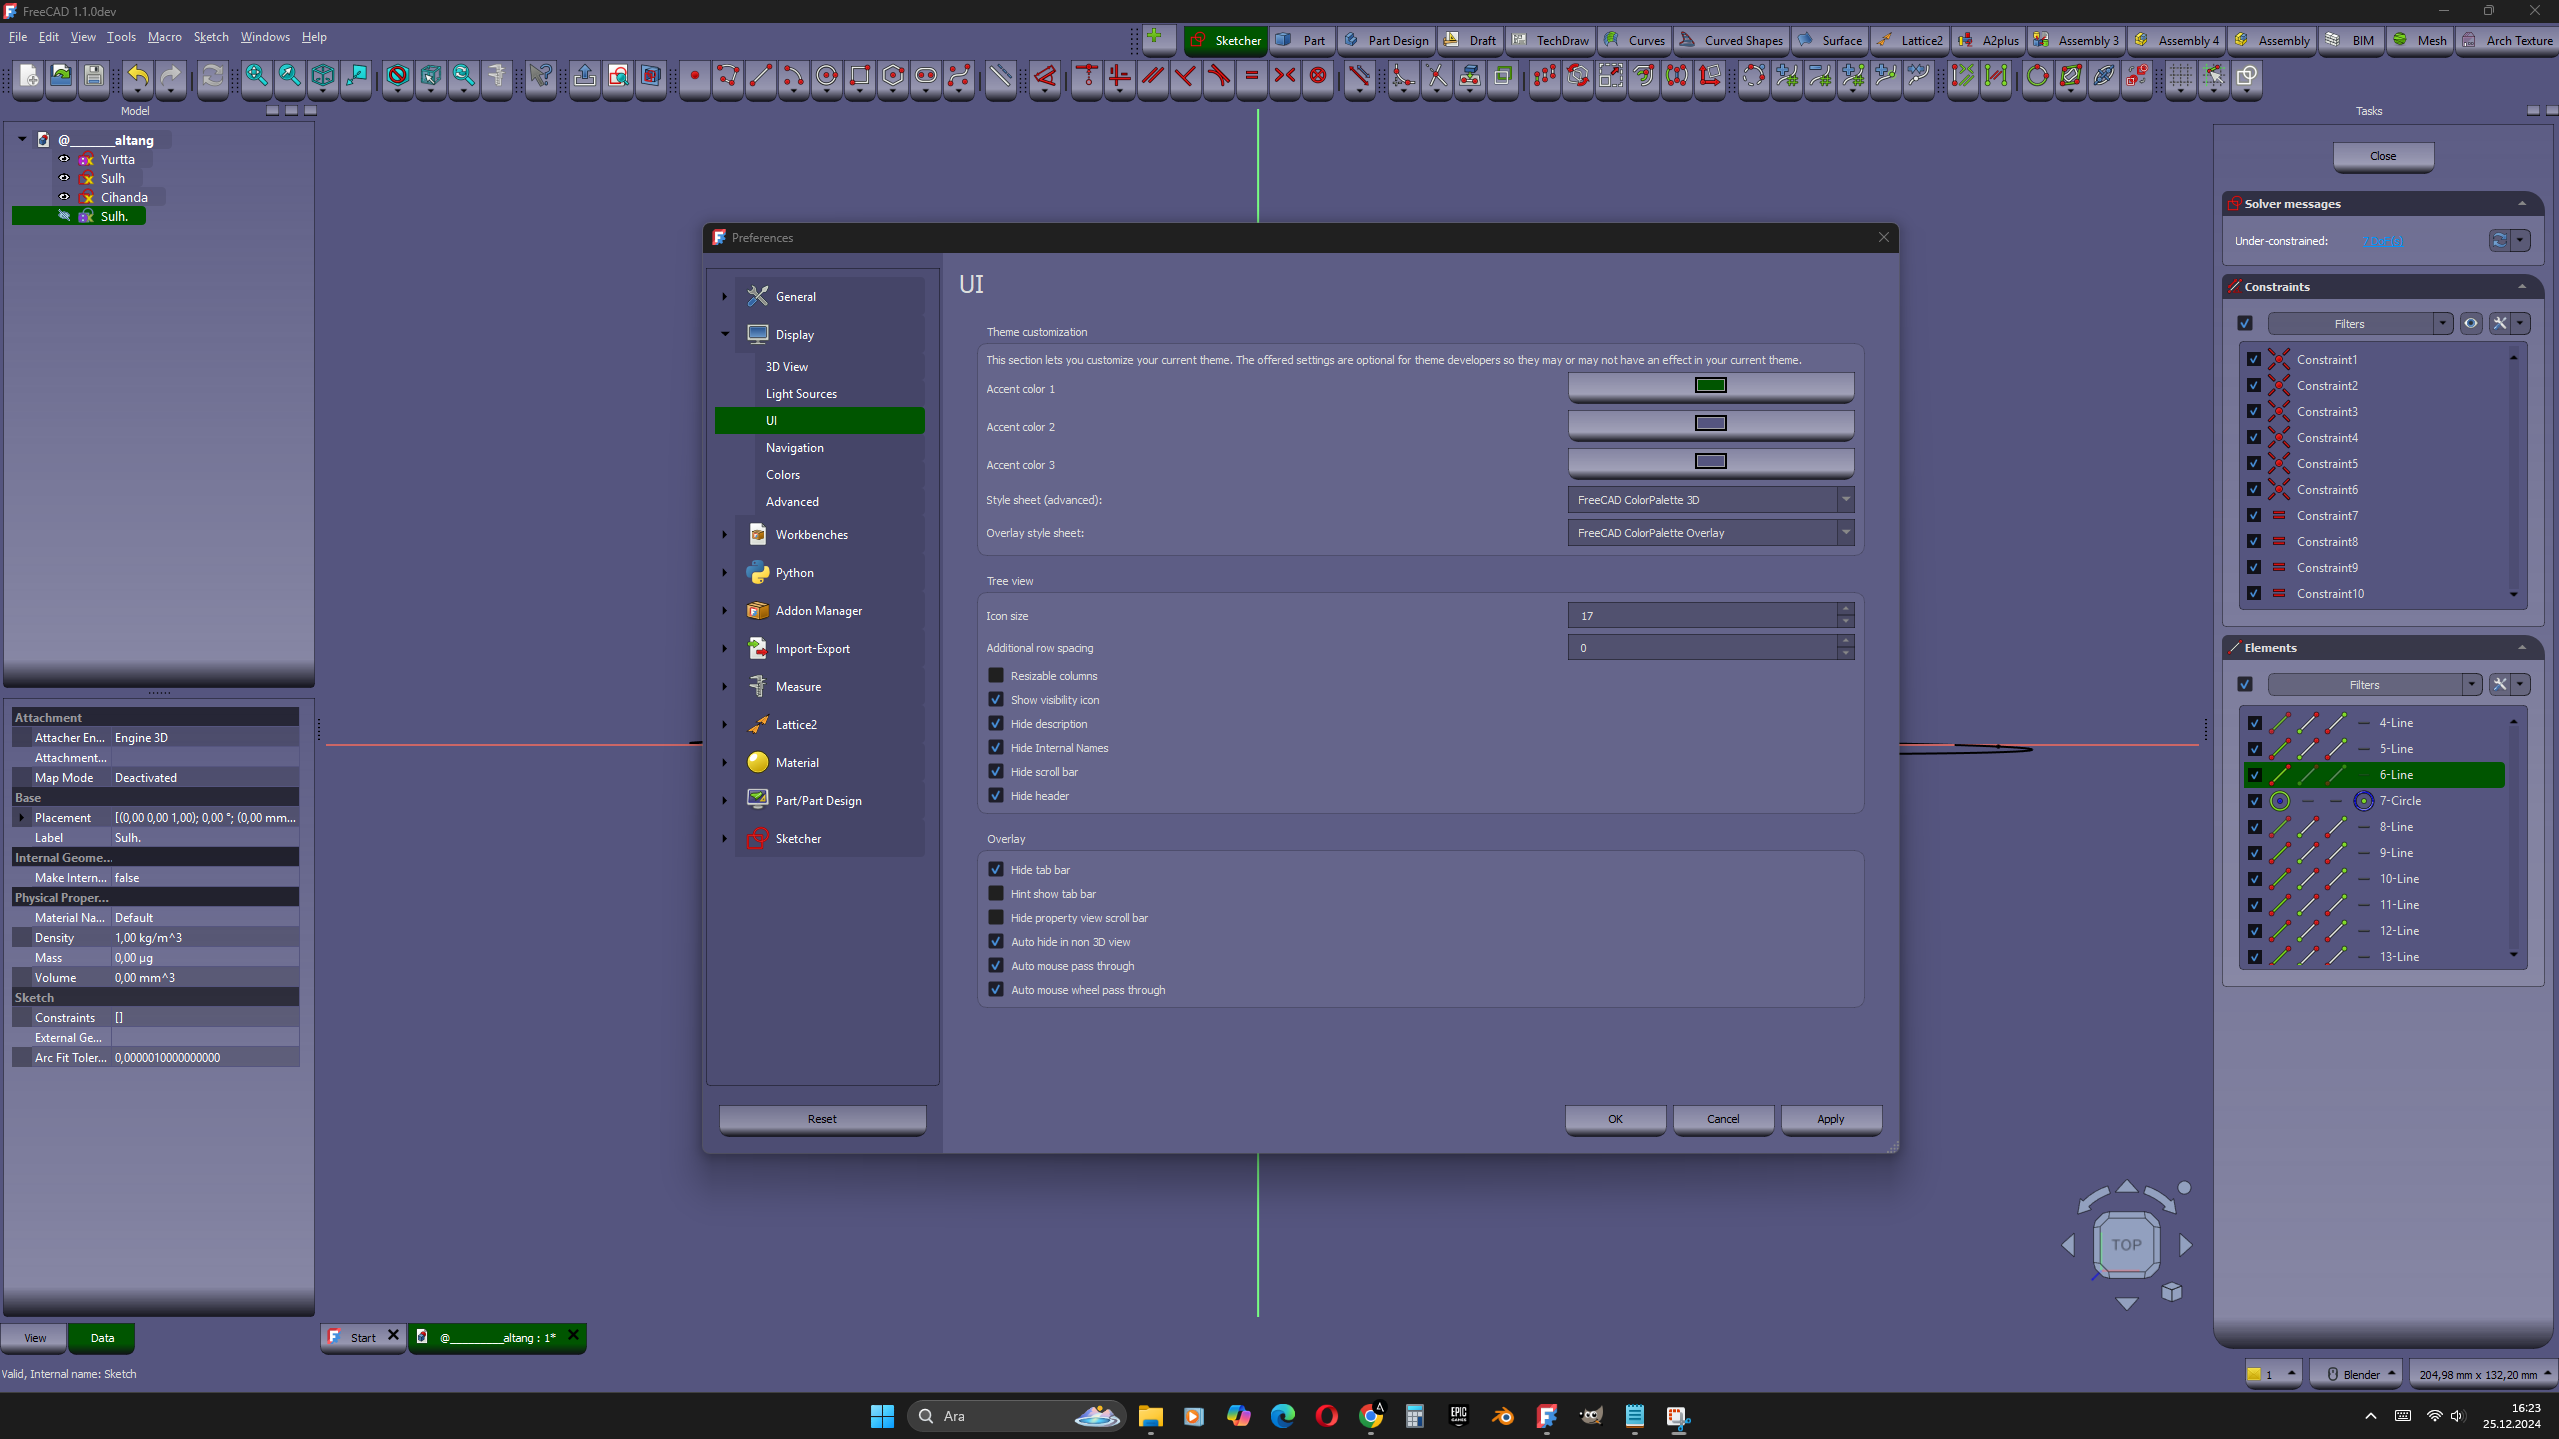 FreeCAD 1.1.0dev
File Edit View Tools Macro Sketch Windows Help
Sketcher Part Part Design Draft TechDraw Curves Curved Shapes Surface Lattice2 A2plus Assembly 3 Assembly 4 Assembly BIM Mesh Arch Texture
Model
@______altang
Yurtta
Sulh
Cihanda
Sulh.
Attachment
Attacher En... Engine 3D
Attachment...
Map Mode Deactivated
Base
Placement [(0,00 0,00 1,00); 0,00 °; (0,00 mm...
Label Sulh.
Internal Geome...
Make Intern... false
Physical Proper...
Material Na... Default
Density 1,00 kg/m^3
Mass 0,00 µg
Volume 0,00 mm^3
Sketch
Constraints []
External Ge...
Arc Fit Toler... 0,0000010000000000
View Data
Start
@________altang : 1*
Valid, Internal name: Sketch
Preferences
General
Display
3D View
Light Sources
UI
Navigation
Colors
Advanced
Workbenches
Python
Addon Manager
Import-Export
Measure
Lattice2
Material
Part/Part Design
Sketcher
Reset
UI
Theme customization
This section lets you customize your current theme. The offered settings are optional for theme developers so they may or may not have an effect in your current theme.
Accent color 1
Accent color 2
Accent color 3
Style sheet (advanced): FreeCAD ColorPalette 3D
Overlay style sheet: FreeCAD ColorPalette Overlay
Tree view
Icon size 17
Additional row spacing 0
Resizable columns
Show visibility icon
Hide description
Hide Internal Names
Hide scroll bar
Hide header
Overlay
Hide tab bar
Hint show tab bar
Hide property view scroll bar
Auto hide in non 3D view
Auto mouse pass through
Auto mouse wheel pass through
OK Cancel Apply
TOP
Tasks
Close
Solver messages
Under-constrained:
Constraints
Filters
Constraint1
Constraint2
Constraint3
Constraint4
Constraint5
Constraint6
Constraint7
Constraint8
Constraint9
Constraint10
Elements
Filters
4-Line
5-Line
6-Line
7-Circle
8-Line
9-Line
10-Line
11-Line
12-Line
13-Line
1 Blender 204,98 mm x 132,20 mm
Ara
EPIC GAMES
16:23
25.12.2024